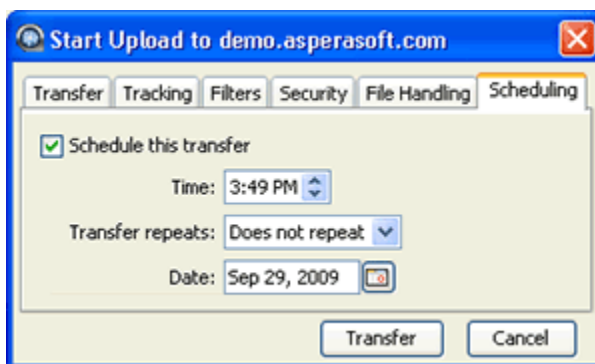 Start Upload to demo.asperasoft.com
Transfer Tracking Filters Security File Handling Scheduling
Schedule this transfer
Time: 3:49 PM
Transfer repeats: Does not repeat
Date: Sep 29, 2009
Transfer Cancel